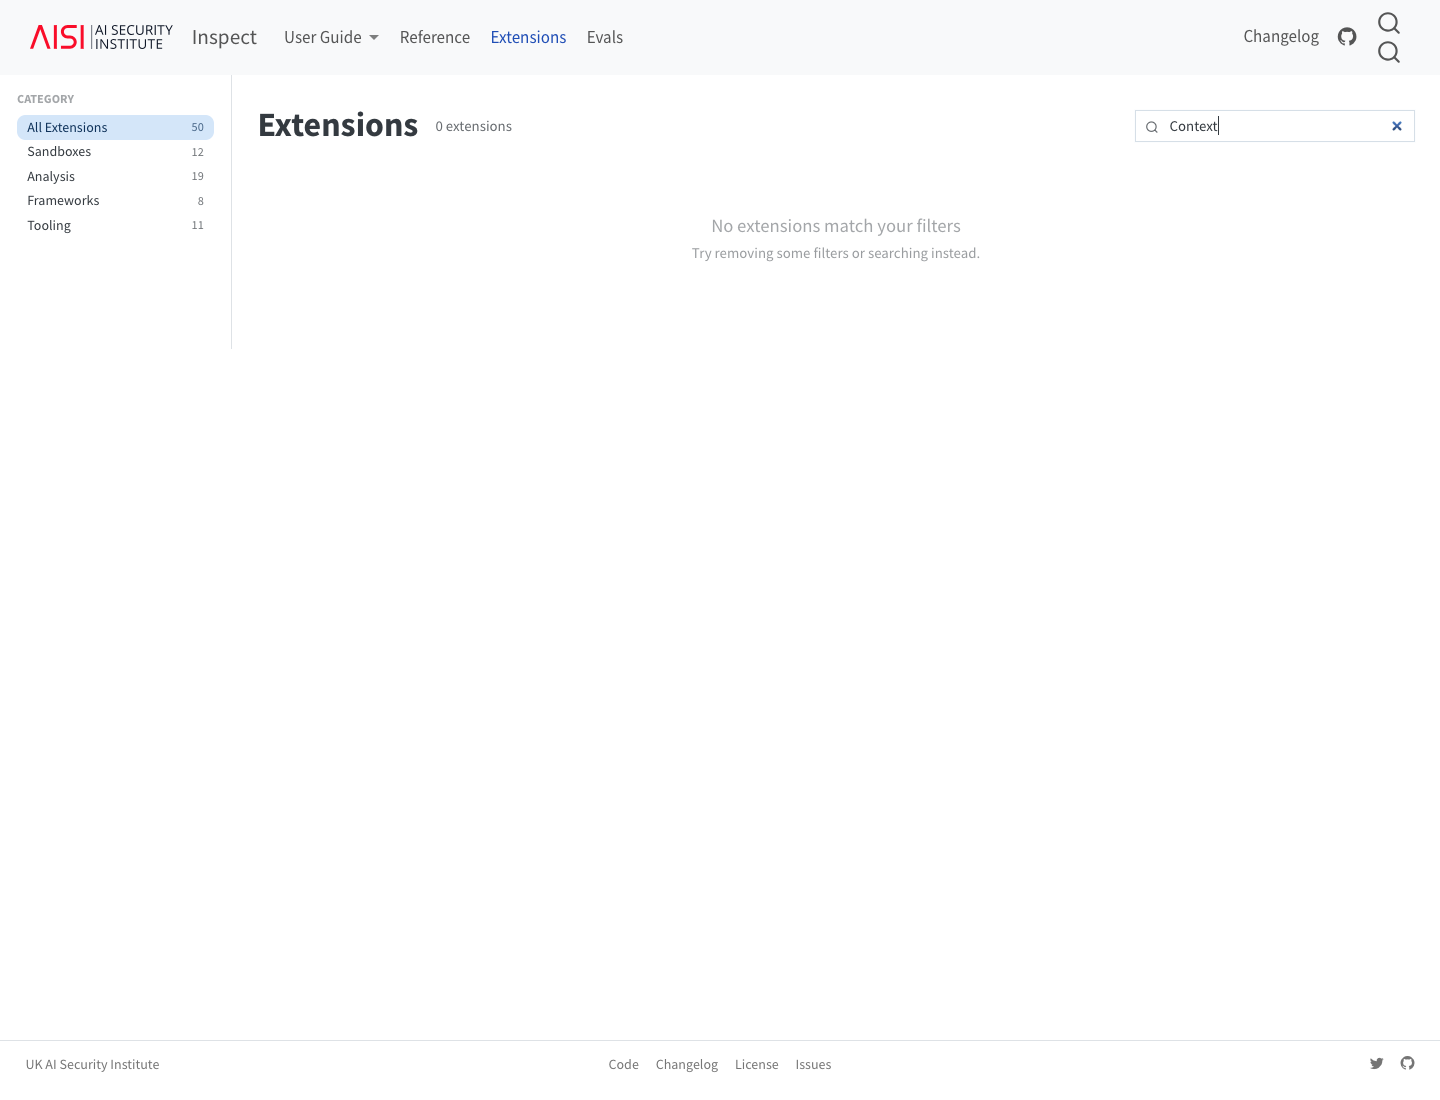 AISI AI SECURITY
INSTITUTE
Inspect
User Guide
Reference
Extensions
Evals
Changelog
CATEGORY
All Extensions 50
Sandboxes 12
Analysis 19
Frameworks 8
Tooling 11
Extensions 0 extensions
Context
No extensions match your filters
Try removing some filters or searching instead.
UK AI Security Institute
Code Changelog License Issues